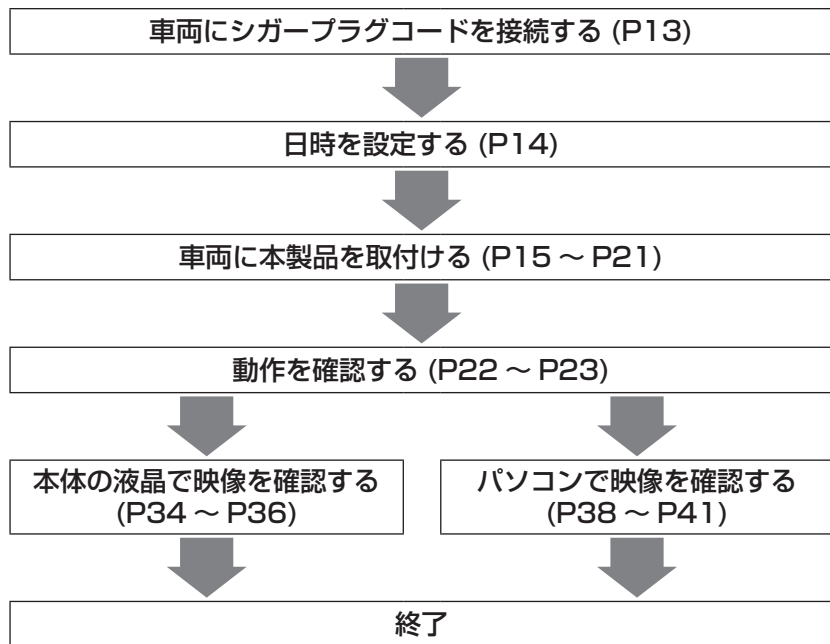 車両にシガープラグコードを接続する (P13)
日時を設定する (P14)
車両に本製品を取付ける (P15 ～ P21)
動作を確認する (P22 ～ P23)
本体の液晶で映像を確認する
(P34 ～ P36)
パソコンで映像を確認する
(P38 ～ P41)
終了